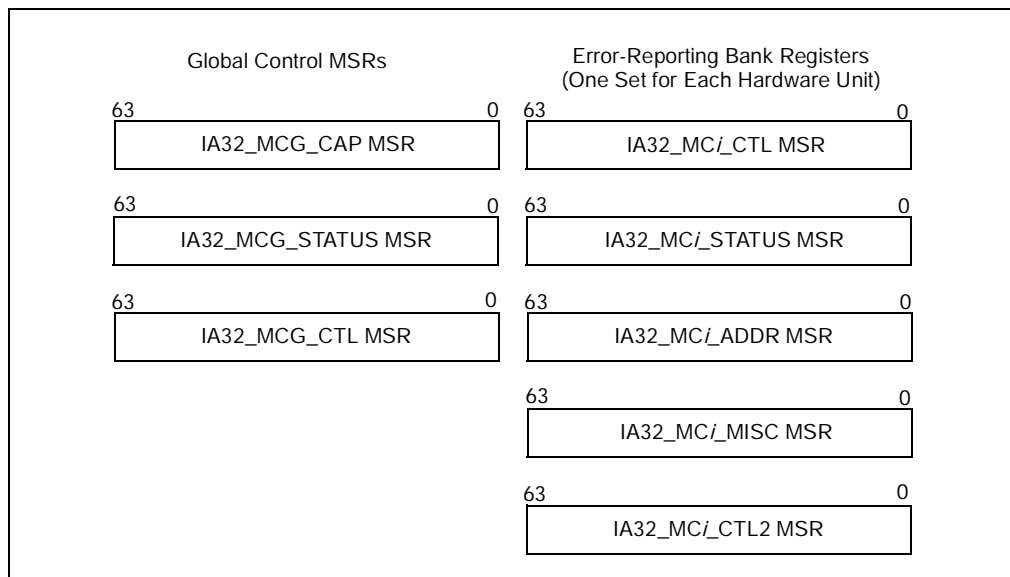 Global Control MSRs
63 0
IA32_MCG_CAP MSR
63 0
IA32_MCG_STATUS MSR
63 0
IA32_MCG_CTL MSR
Error-Reporting Bank Registers
(One Set for Each Hardware Unit)
63 0
IA32_MCi_CTL MSR
63 0
IA32_MCi_STATUS MSR
63 0
IA32_MCi_ADDR MSR
63 0
IA32_MCi_MISC MSR
63 0
IA32_MCi_CTL2 MSR